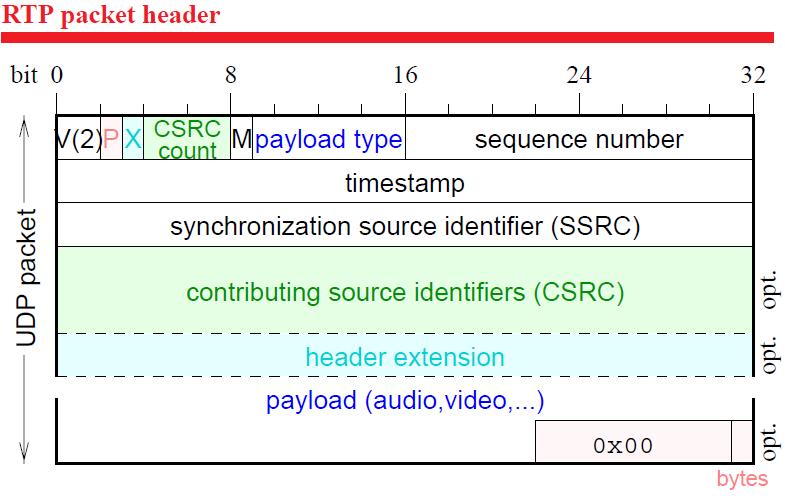 RTP packet header
bit 0 8 16 24 32
V(2) P X CSRC count M payload type sequence number
timestamp
synchronization source identifier (SSRC)
contributing source identifiers (CSRC) opt.
header extension opt.
payload (audio,video,...)
0x00 opt.
bytes
UDP packet